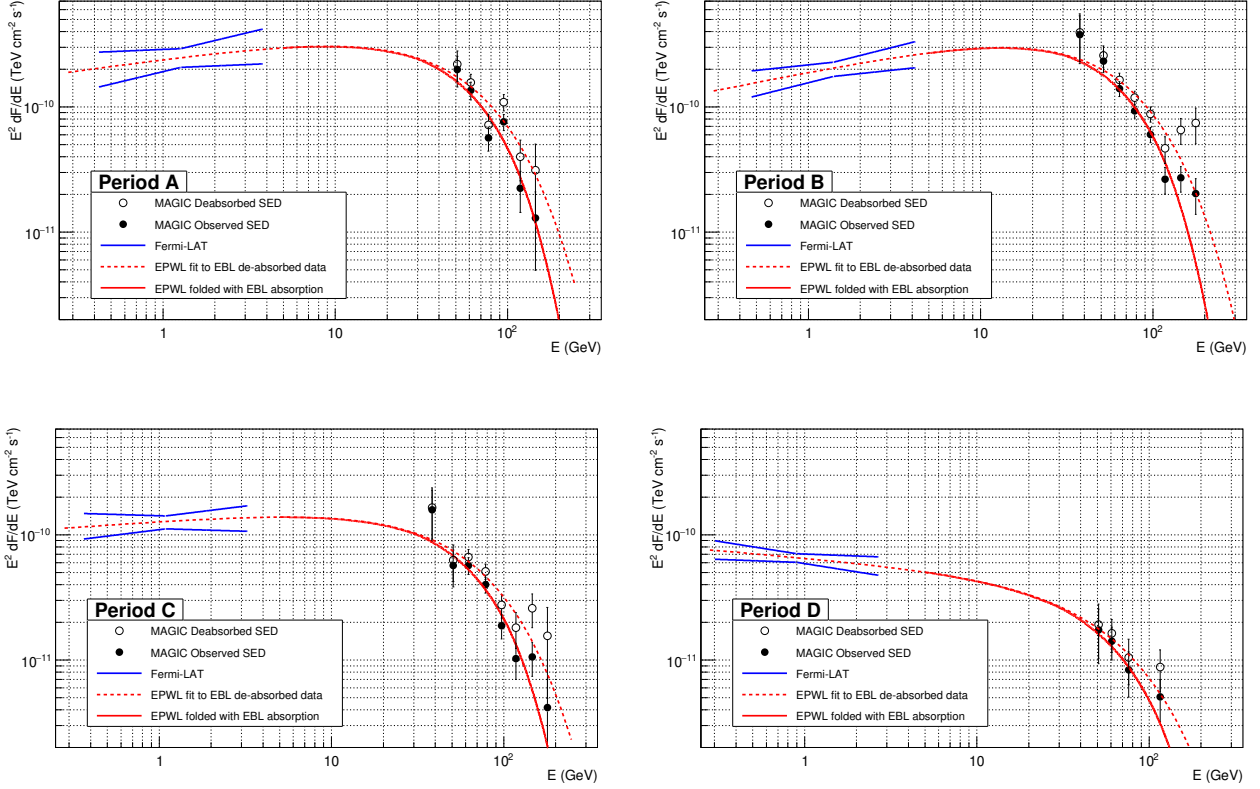 E² dF/dE (TeV cm⁻² s⁻¹)
10⁻¹⁰
10⁻¹¹
Period A
MAGIC Deabsorbed SED
MAGIC Observed SED
Fermi-LAT
EPWL fit to EBL de-absorbed data
EPWL folded with EBL absorption
1 10 10²
E (GeV)
E² dF/dE (TeV cm⁻² s⁻¹)
10⁻¹⁰
10⁻¹¹
Period B
MAGIC Deabsorbed SED
MAGIC Observed SED
Fermi-LAT
EPWL fit to EBL de-absorbed data
EPWL folded with EBL absorption
1 10 10²
E (GeV)
E² dF/dE (TeV cm⁻² s⁻¹)
10⁻¹⁰
10⁻¹¹
Period C
MAGIC Deabsorbed SED
MAGIC Observed SED
Fermi-LAT
EPWL fit to EBL de-absorbed data
EPWL folded with EBL absorption
1 10 10²
E (GeV)
E² dF/dE (TeV cm⁻² s⁻¹)
10⁻¹⁰
10⁻¹¹
Period D
MAGIC Deabsorbed SED
MAGIC Observed SED
Fermi-LAT
EPWL fit to EBL de-absorbed data
EPWL folded with EBL absorption
1 10 10²
E (GeV)